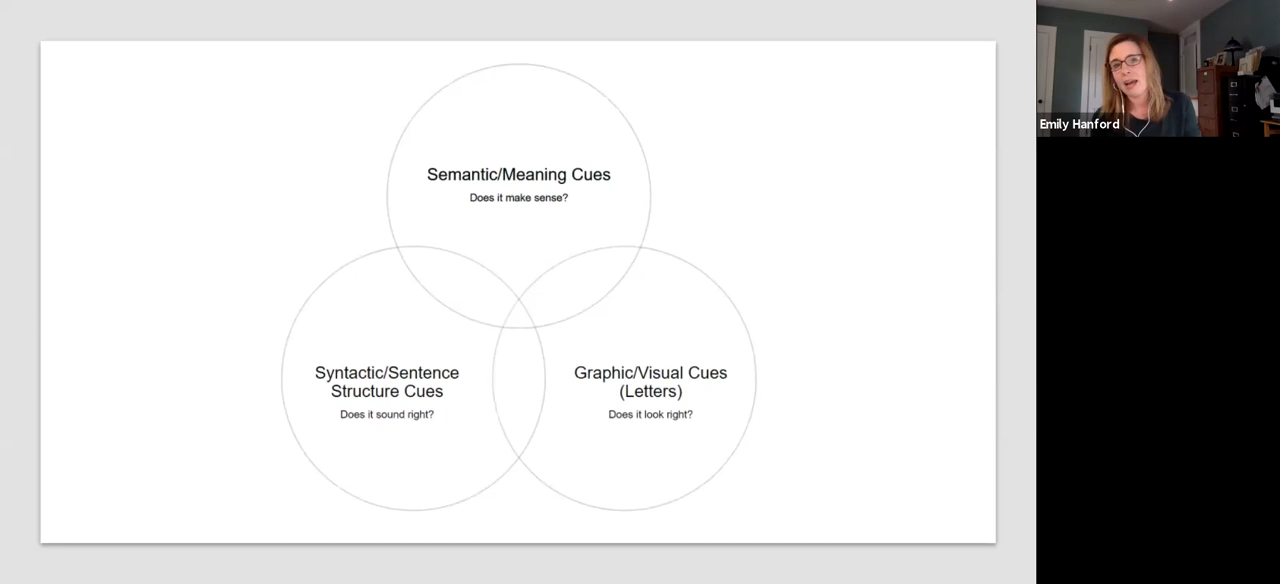 Semantic/Meaning Cues
Does it make sense?
Syntactic/Sentence
Structure Cues
Does it sound right?
Graphic/Visual Cues
(Letters)
Does it look right?
Emily Hanford